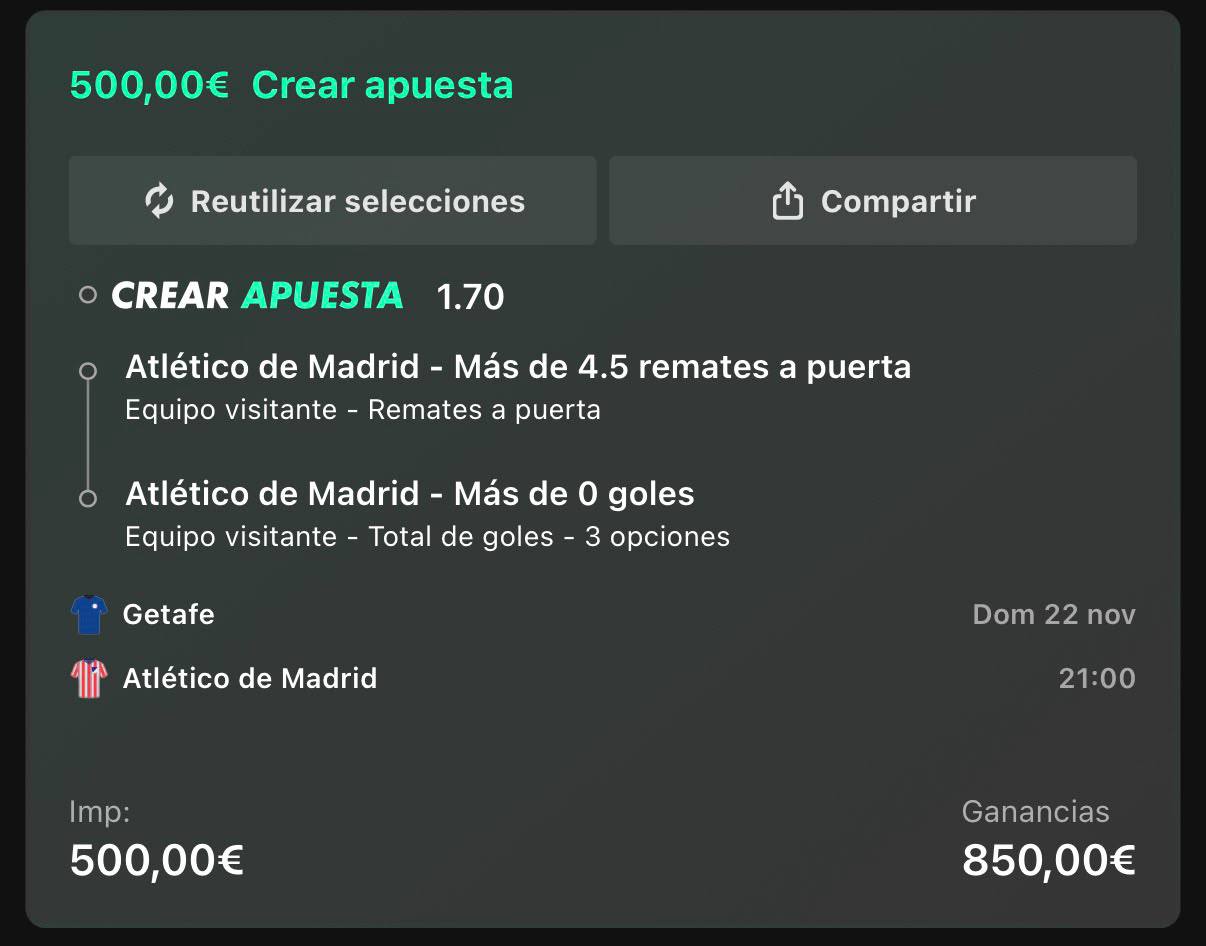 500,00€ Crear apuesta
Reutilizar selecciones
Compartir
CREAR APUESTA 1.70
Atlético de Madrid - Más de 4.5 remates a puerta
Equipo visitante - Remates a puerta
Atlético de Madrid - Más de 0 goles
Equipo visitante - Total de goles - 3 opciones
Getafe
Dom 22 nov
Atlético de Madrid
21:00
Imp:
Ganancias
500,00€
850,00€